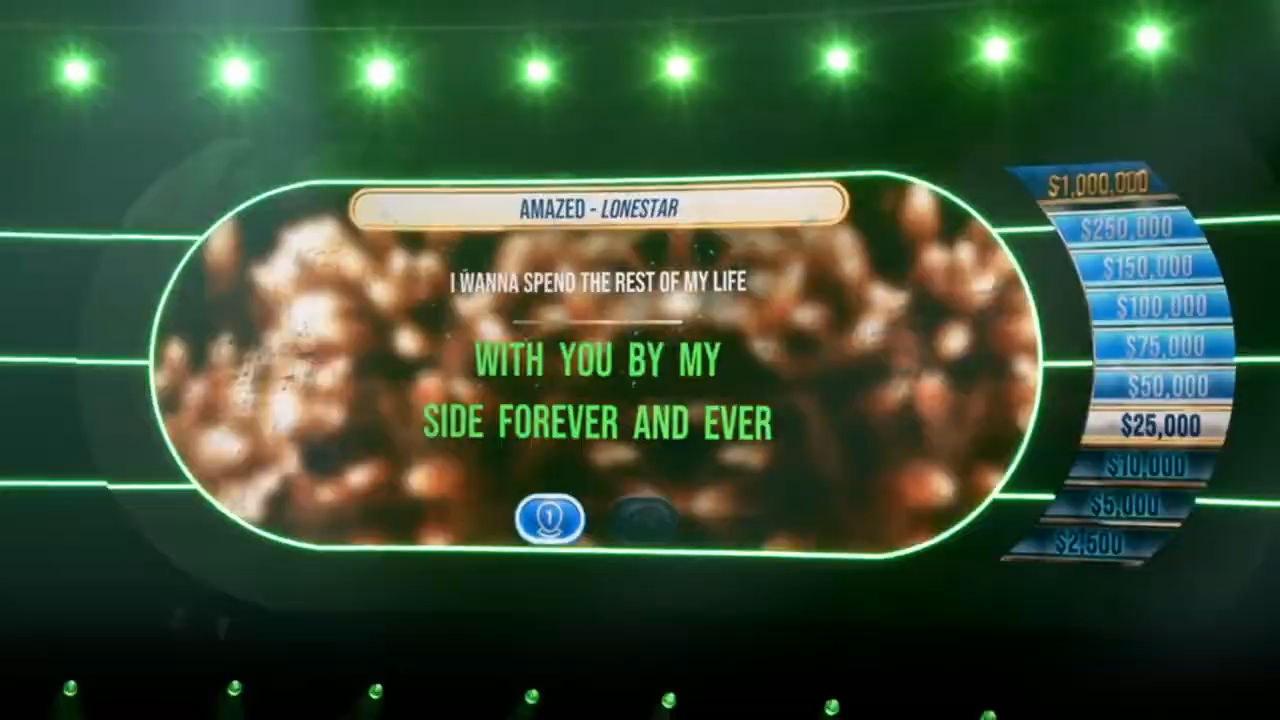 AMAZED - LONESTAR
I WANNA SPEND THE REST OF MY LIFE
WITH YOU BY MY
SIDE FOREVER AND EVER
1
$1,000,000
$250,000
$150,000
$100,000
$75,000
$50,000
$25,000
$10,000
$5,000
$2,500